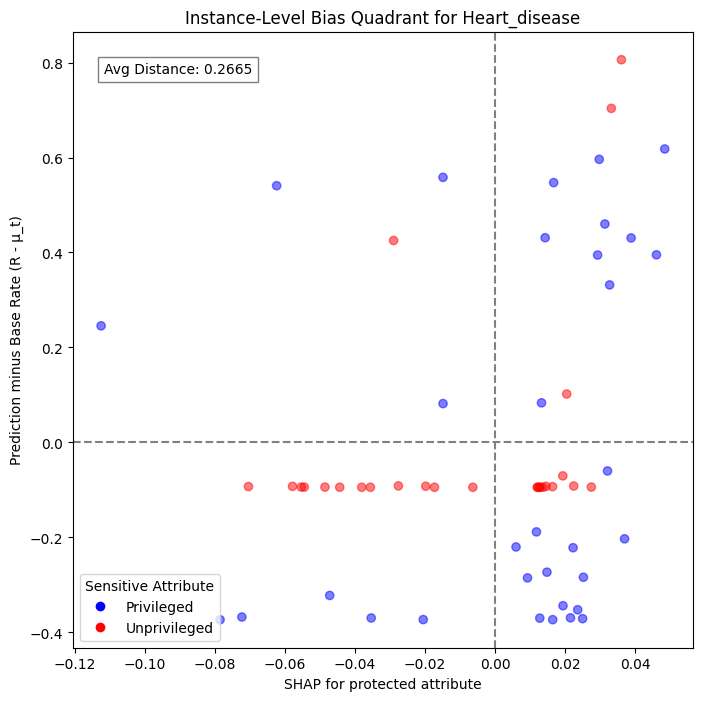 Instance-Level Bias Quadrant for Heart_disease
Avg Distance: 0.2665
Prediction minus Base Rate (R - μ_t)
0.8
0.6
0.4
0.2
0.0
−0.2
−0.4
Sensitive Attribute
Privileged
Unprivileged
−0.12 −0.10 −0.08 −0.06 −0.04 −0.02 0.00 0.02 0.04
SHAP for protected attribute